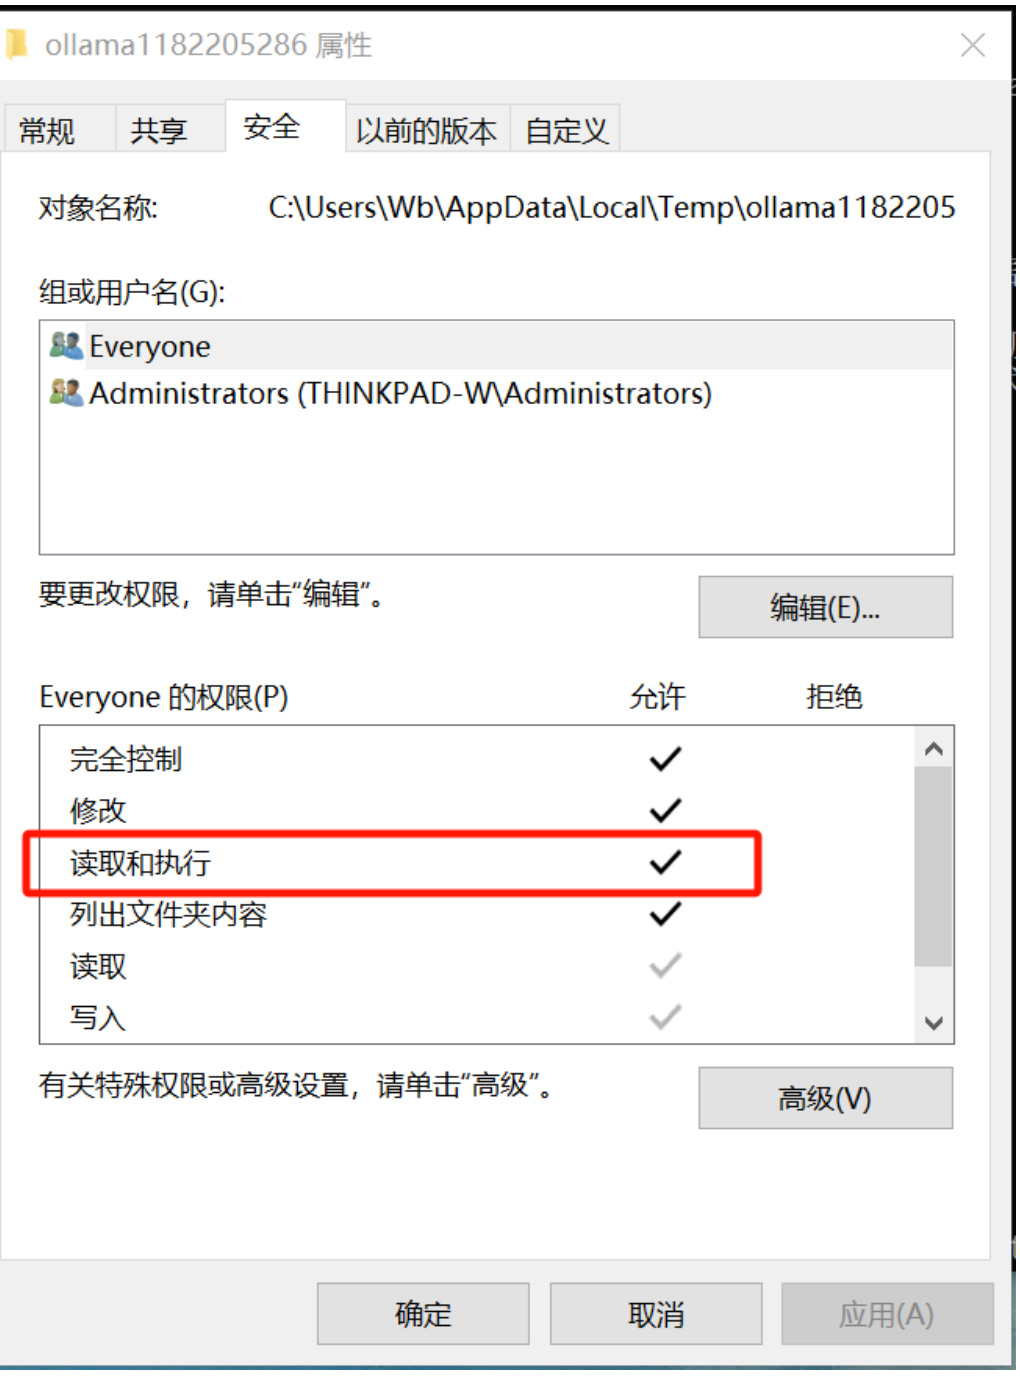 ollama1182205286 属性
常规 共享 安全 以前的版本 自定义
对象名称: C:\Users\Wb\AppData\Local\Temp\ollama1182205
组或用户名(G):
Everyone
Administrators (THINKPAD-W\Administrators)
要更改权限，请单击“编辑”。
编辑(E)...
Everyone 的权限(P) 允许 拒绝
完全控制
修改
读取和执行
列出文件夹内容
读取
写入
有关特殊权限或高级设置，请单击“高级”。
高级(V)
确定 取消 应用(A)